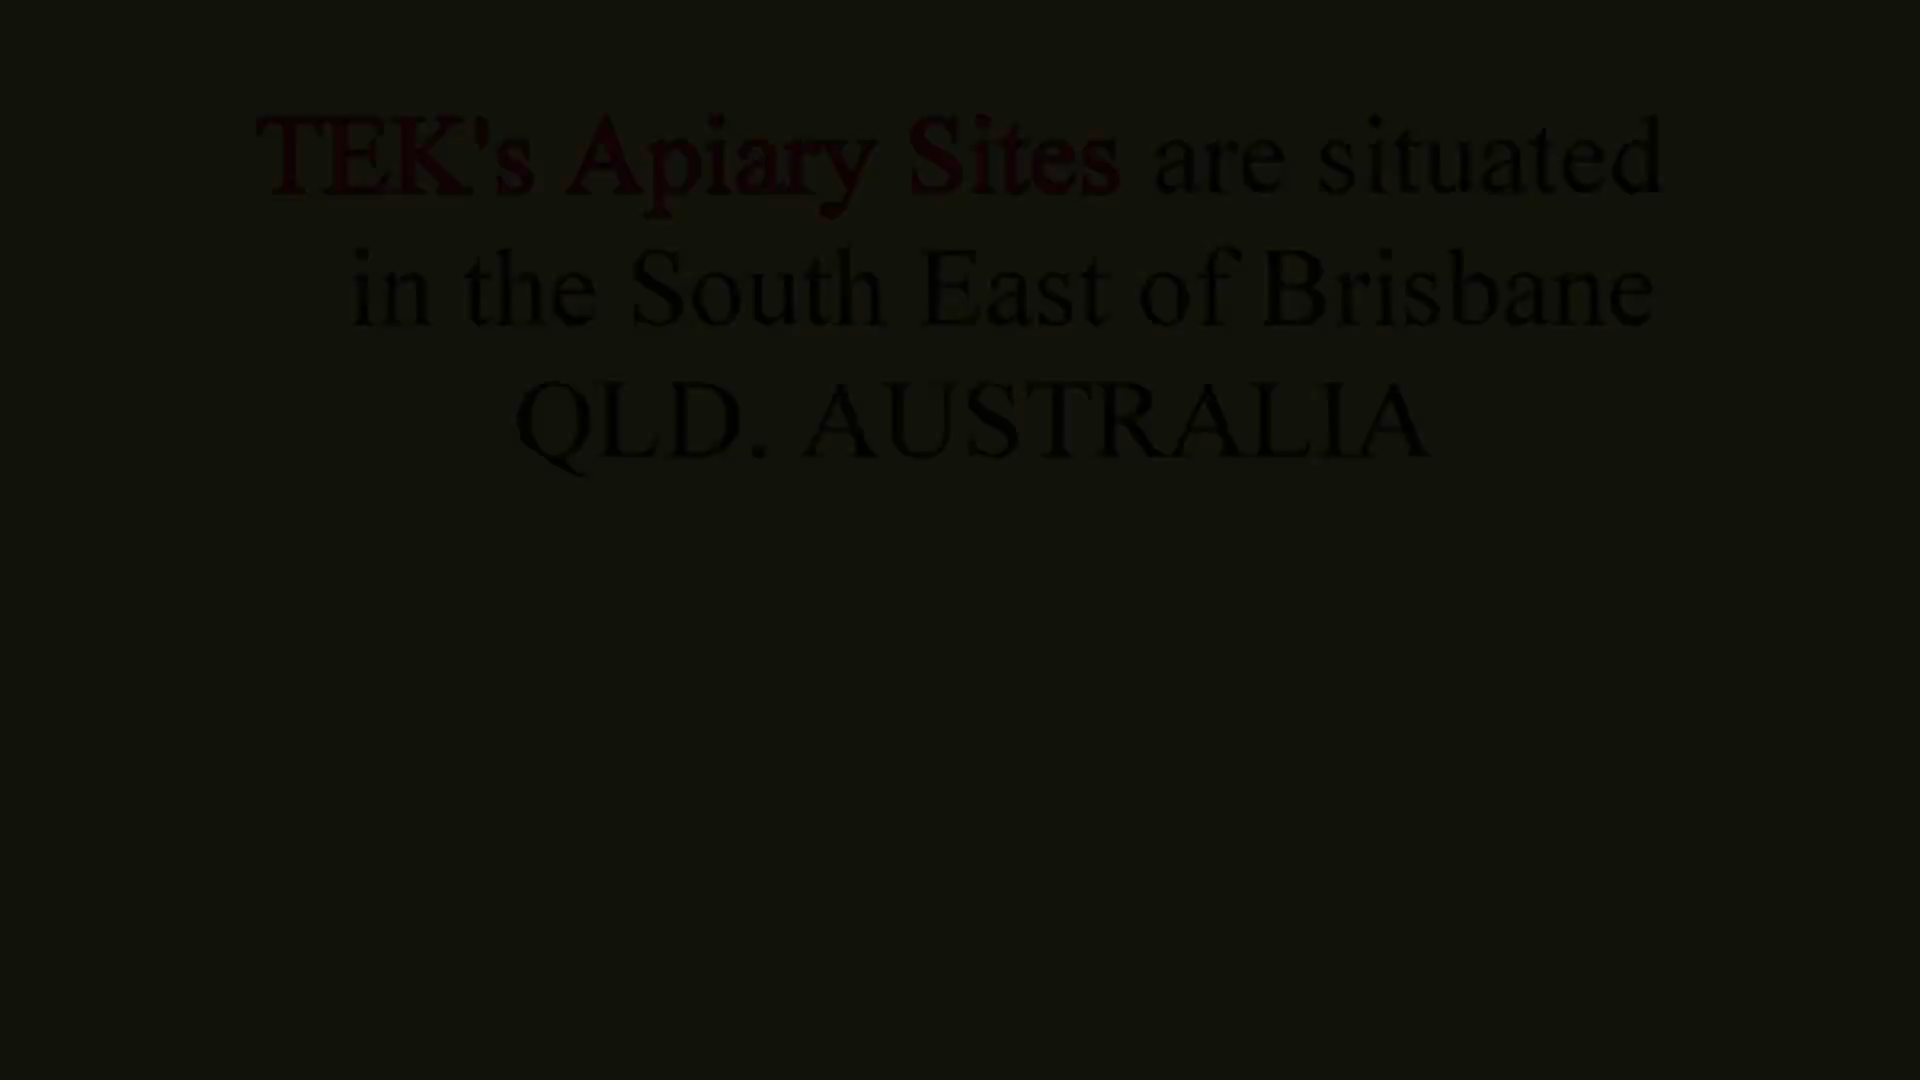 TEK's Apiary Sites are situated
in the South East of Brisbane
QLD. AUSTRALIA